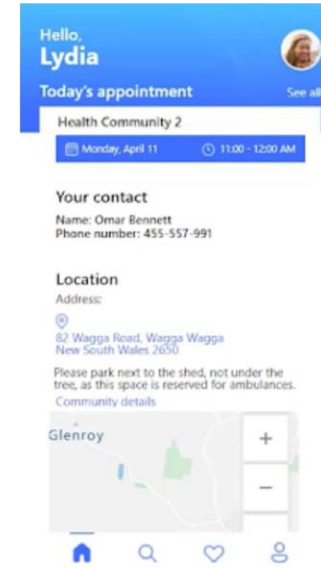 Hello,
Lydia
Today's appointment See all
Health Community 2
Monday, April 11 11:00 - 12:00 AM
Your contact
Name: Omar Bennett
Phone number: 455-557-991
Location
Address:
82 Wagga Road, Wagga Wagga
New South Wales 2650
Please park next to the shed, not under the
tree, as this space is reserved for ambulances.
Community details
Glenroy
+
−